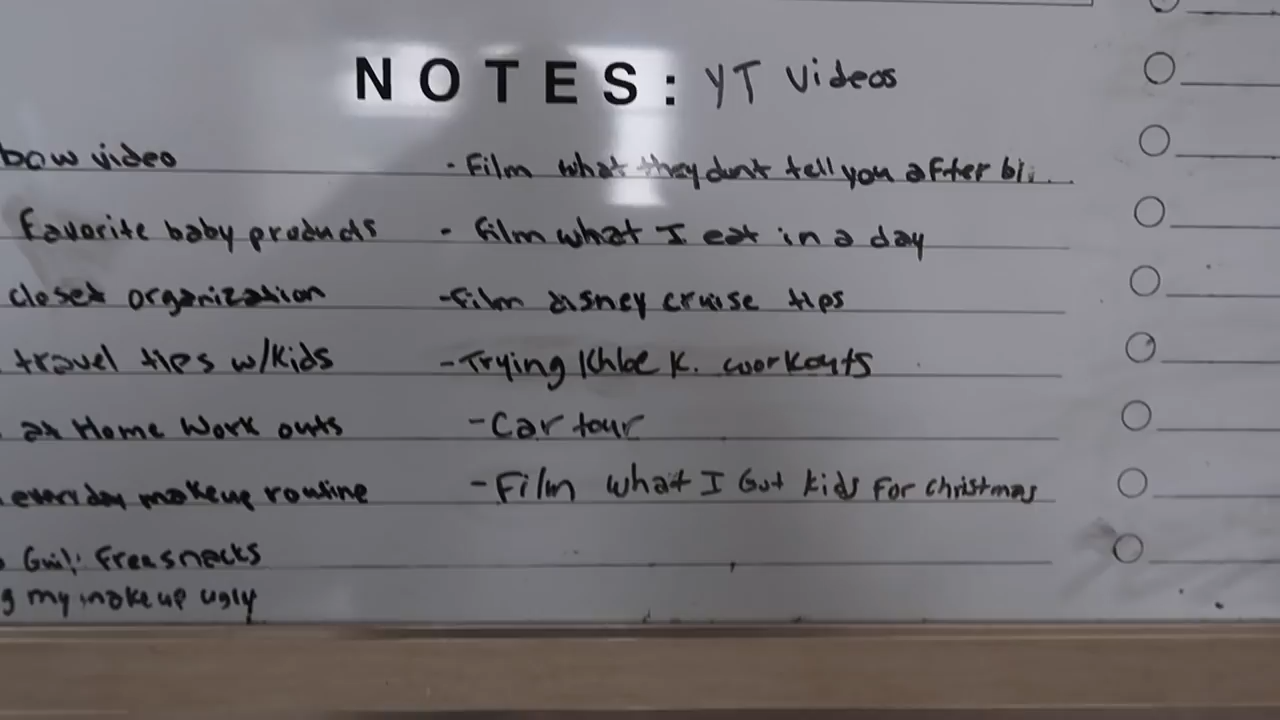 NOTES: YT Videos
bow video
Favorite baby products
closet organization
travel tips w/kids
at Home Work outs
everyday makeup routine
Free snacks
my makeup ugly
- Film what they dont tell you after
- film what I eat in a day
- film disney cruise tips
- Trying Khloe K. workouts
- Car tour
- Film what I Got kids For christmas